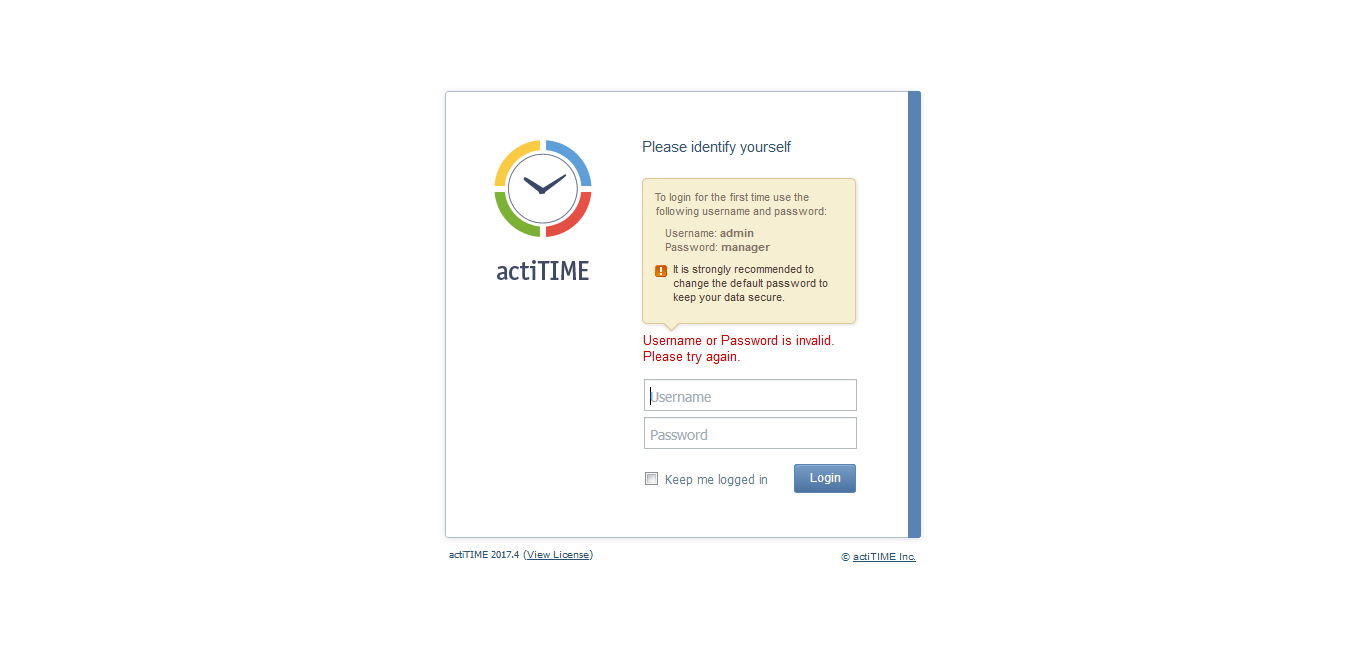 Please identify yourself
To login for the first time use the
following username and password:
Username: admin
Password: manager
It is strongly recommended to
change the default password to
keep your data secure.
actiTIME
Username or Password is invalid.
Please try again.
Username
Password
Keep me logged in
Login
actiTIME 2017.4 (View License)
© actiTIME Inc.